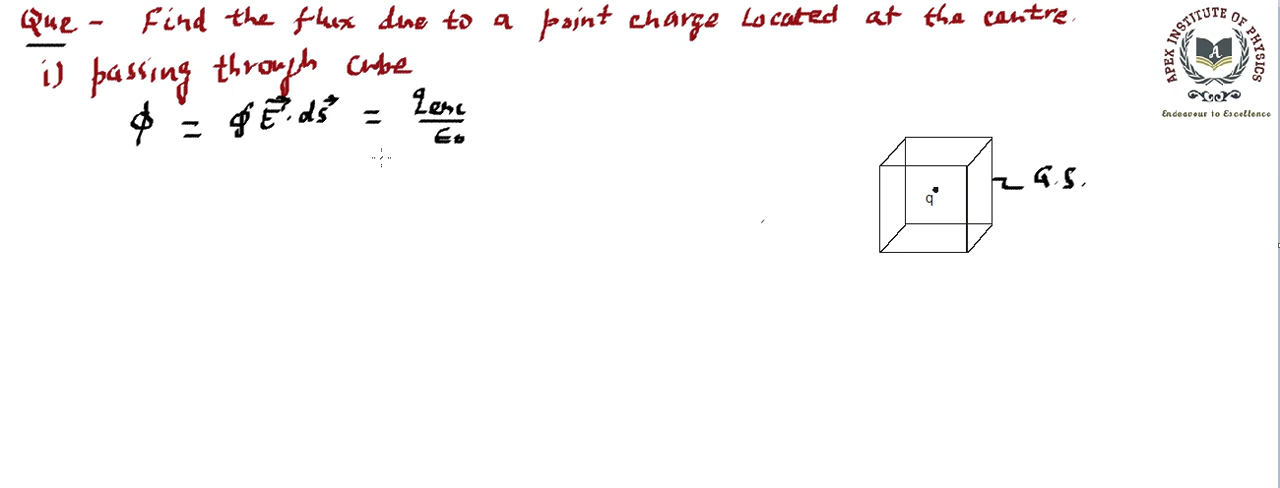 Que - Find the flux due to a point charge located at the centre.
i) passing through cube
ϕ = ∮ E⃗ . ds⃗ = qenc / ε₀
q
G.S.
APEX INSTITUTE OF PHYSICS
A
Endeavour to Excellence